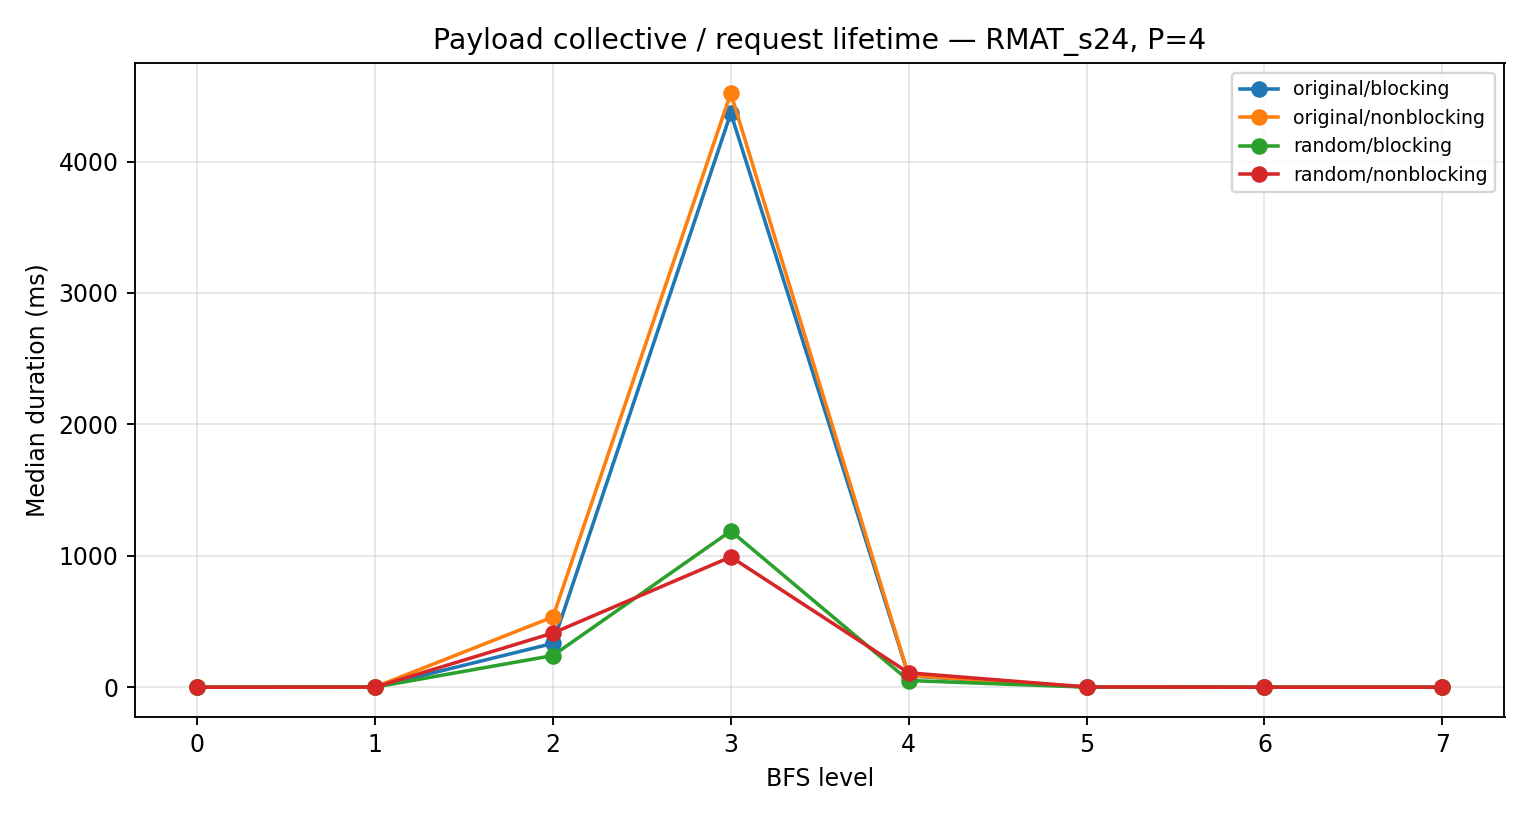 Payload collective / request lifetime — RMAT_s24, P=4
original/blocking
original/nonblocking
random/blocking
random/nonblocking
Median duration (ms)
4000
3000
2000
1000
0
0 1 2 3 4 5 6 7
BFS level